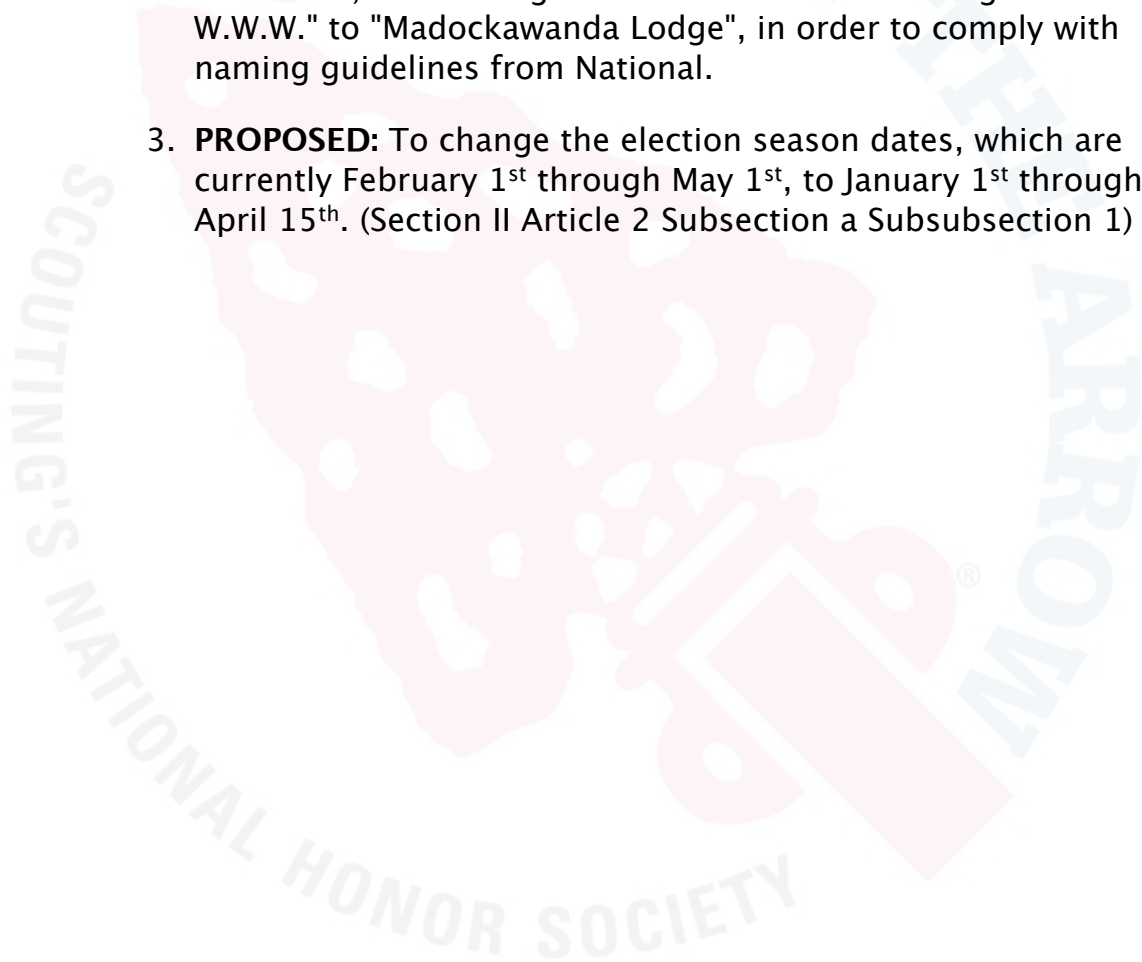 W.W.W." to "Madockawanda Lodge", in order to comply with
naming guidelines from National.
3. PROPOSED: To change the election season dates, which are
currently February 1st through May 1st, to January 1st through
April 15th. (Section II Article 2 Subsection a Subsubsection 1)
THE ARROW
SCOUTING'S NATIONAL HONOR SOCIETY
®